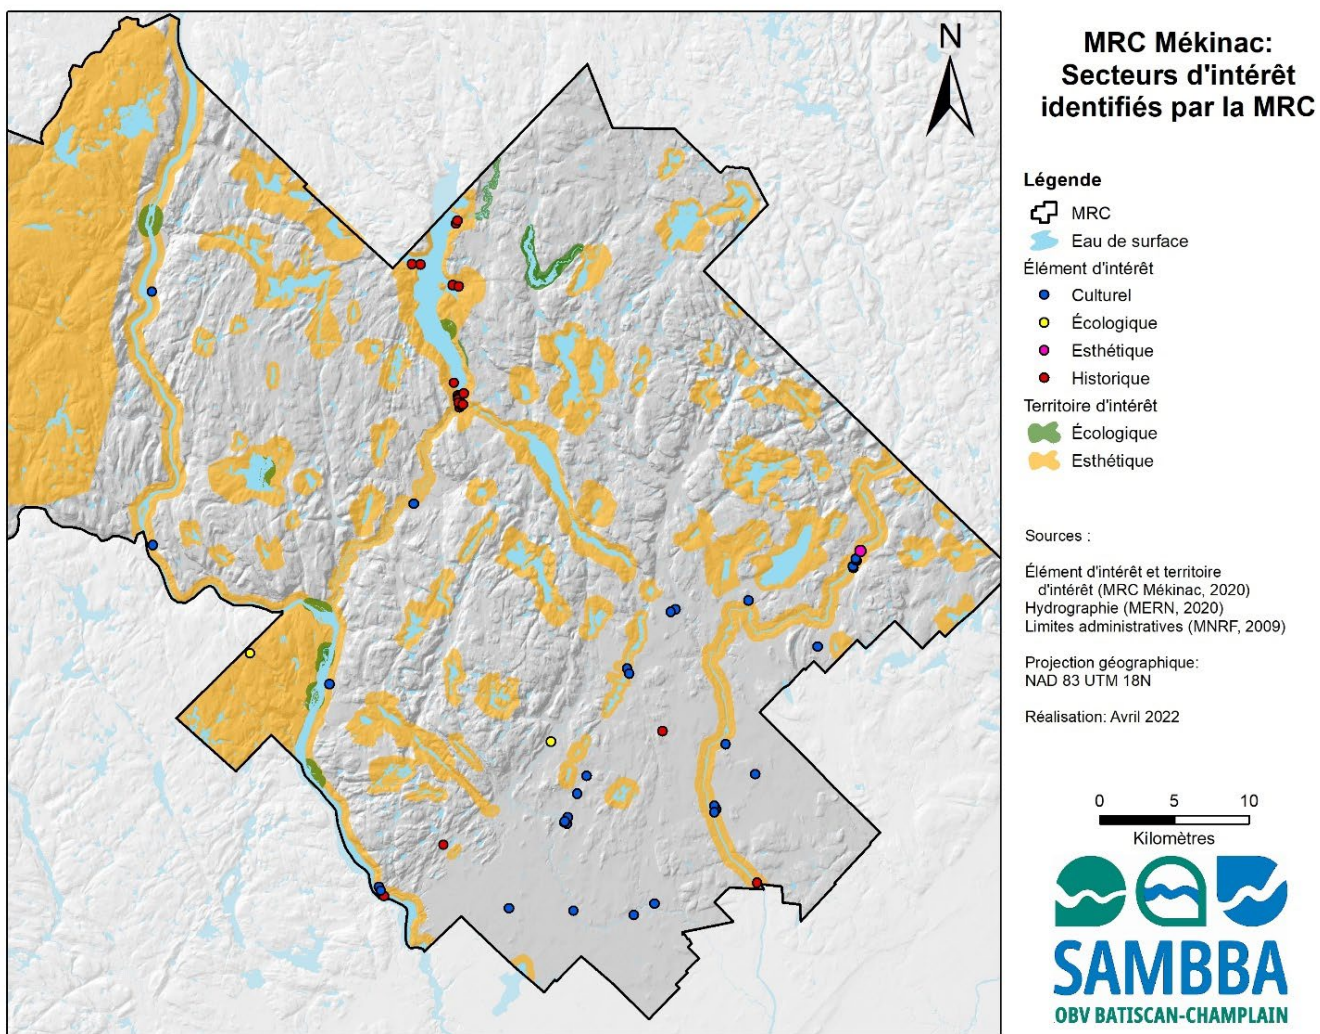 N
MRC Mékinac:
Secteurs d'intérêt
identifiés par la MRC
Légende
MRC
Eau de surface
Élément d'intérêt
Culturel
Écologique
Esthétique
Historique
Territoire d'intérêt
Écologique
Esthétique
Sources :
Élément d'intérêt et territoire
d'intérêt (MRC Mékinac, 2020)
Hydrographie (MERN, 2020)
Limites administratives (MNRF, 2009)
Projection géographique:
NAD 83 UTM 18N
Réalisation: Avril 2022
0 5 10
Kilomètres
SAMBBA
OBV BATISCAN-CHAMPLAIN